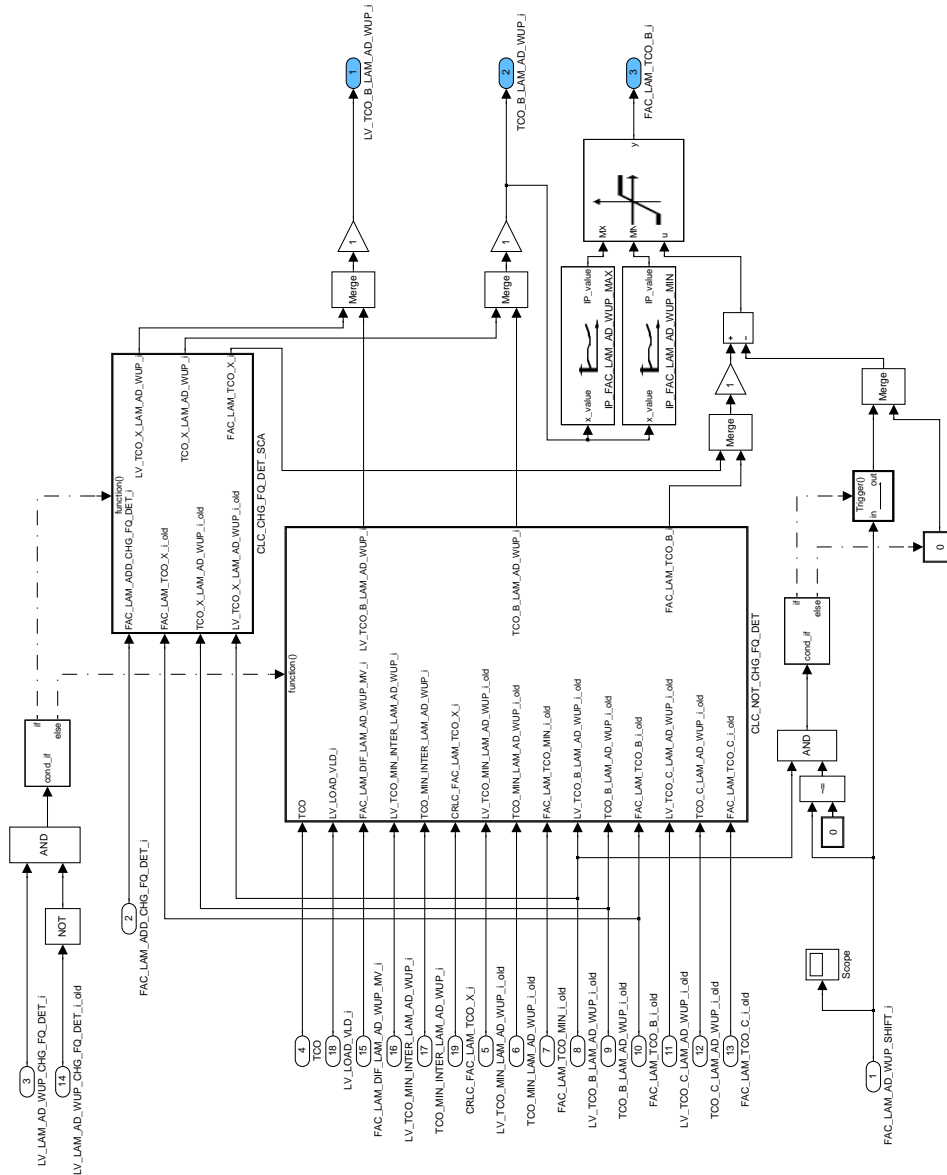 3
LV_LAM_AD_WUP_CHG_FQ_DET_i
14
LV_LAM_AD_WUP_CHG_FQ_DET_i_old
NOT
AND
cond_if
if
else
2
FAC_LAM_ADD_CHG_FQ_DET_i
function()
FAC_LAM_ADD_CHG_FQ_DET_i
FAC_LAM_TCO_X_i_old
TCO_X_LAM_AD_WUP_i_old
LV_TCO_X_LAM_AD_WUP_i_old
LV_TCO_X_LAM_AD_WUP_i
TCO_X_LAM_AD_WUP_i
FAC_LAM_TCO_X_i
CLC_CHG_FQ_DET_SCA
4
TCO
18
LV_LOAD_VLD_i
15
FAC_LAM_DIF_LAM_AD_WUP_MV_i
16
LV_TCO_MIN_INTER_LAM_AD_WUP_i
17
TCO_MIN_INTER_LAM_AD_WUP_i
19
CRLC_FAC_LAM_TCO_X_i
5
LV_TCO_MIN_LAM_AD_WUP_i_old
6
TCO_MIN_LAM_AD_WUP_i_old
7
FAC_LAM_TCO_MIN_i_old
8
LV_TCO_B_LAM_AD_WUP_i_old
9
TCO_B_LAM_AD_WUP_i_old
10
FAC_LAM_TCO_B_i_old
11
LV_TCO_C_LAM_AD_WUP_i_old
12
TCO_C_LAM_AD_WUP_i_old
13
FAC_LAM_TCO_C_i_old
function()
TCO
LV_LOAD_VLD_i
FAC_LAM_DIF_LAM_AD_WUP_MV_i
LV_TCO_MIN_INTER_LAM_AD_WUP_i
TCO_MIN_INTER_LAM_AD_WUP_i
CRLC_FAC_LAM_TCO_X_i
LV_TCO_MIN_LAM_AD_WUP_i_old
TCO_MIN_LAM_AD_WUP_i_old
FAC_LAM_TCO_MIN_i_old
LV_TCO_B_LAM_AD_WUP_i_old
TCO_B_LAM_AD_WUP_i_old
FAC_LAM_TCO_B_i_old
LV_TCO_C_LAM_AD_WUP_i_old
TCO_C_LAM_AD_WUP_i_old
FAC_LAM_TCO_C_i_old
LV_TCO_B_LAM_AD_WUP_i
TCO_B_LAM_AD_WUP_i
FAC_LAM_TCO_B_i
CLC_NOT_CHG_FQ_DET
Merge
1
1
LV_TCO_B_LAM_AD_WUP_i
Merge
1
2
TCO_B_LAM_AD_WUP_i
x_value
IP_value
IP_FAC_LAM_AD_WUP_MAX
x_value
IP_value
IP_FAC_LAM_AD_WUP_MIN
MX
MN
u
y
3
FAC_LAM_TCO_B_i
Merge
1
+
-
Merge
1
FAC_LAM_AD_WUP_SHIFT_i
Scope
0
~=
AND
cond_if
if
else
Trigger()
in
out
0